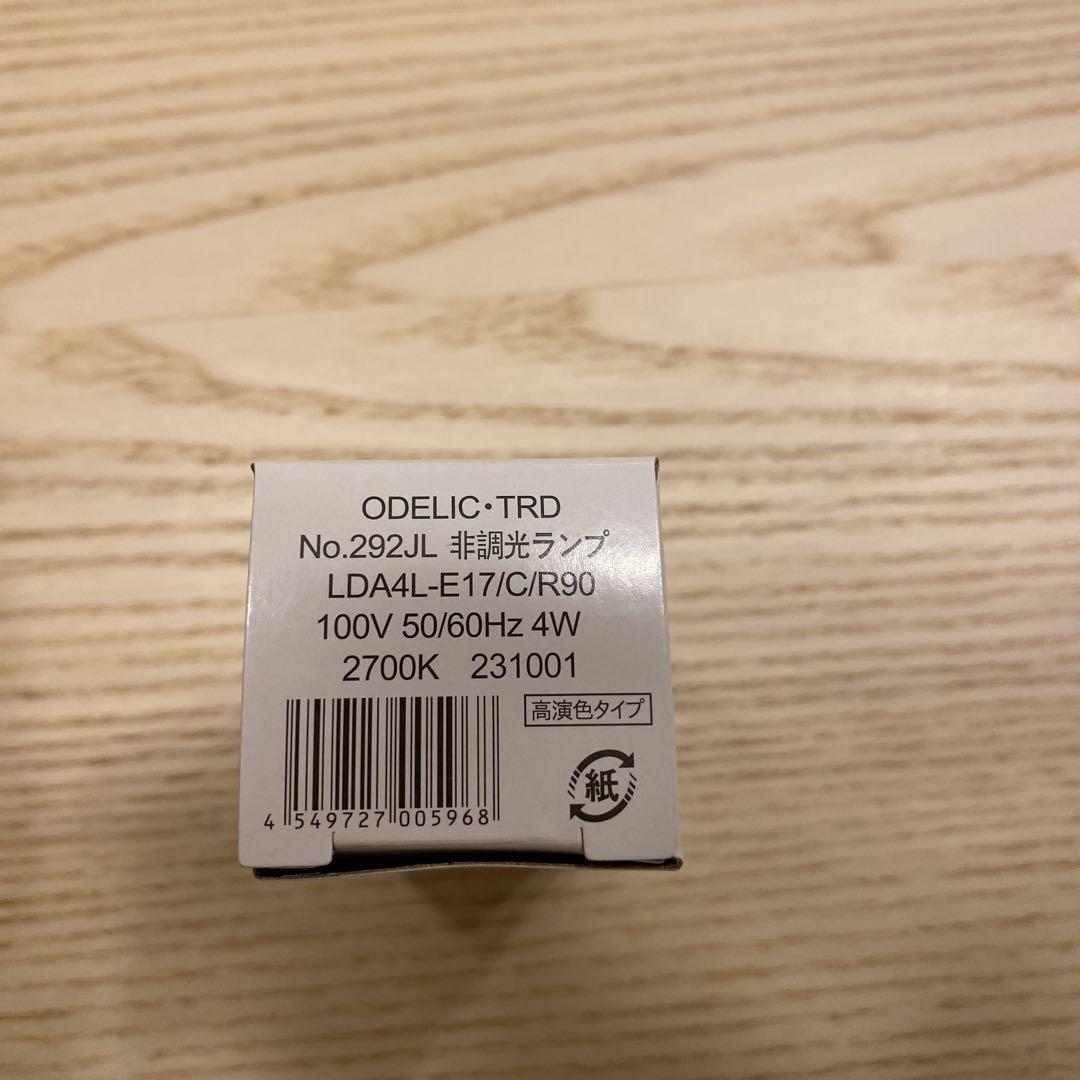 ODELIC・TRD
No.292JL 非調光ランプ
LDA4L-E17/C/R90
100V 50/60Hz 4W
2700K 231001
高演色タイプ
紙
4 549727 005968